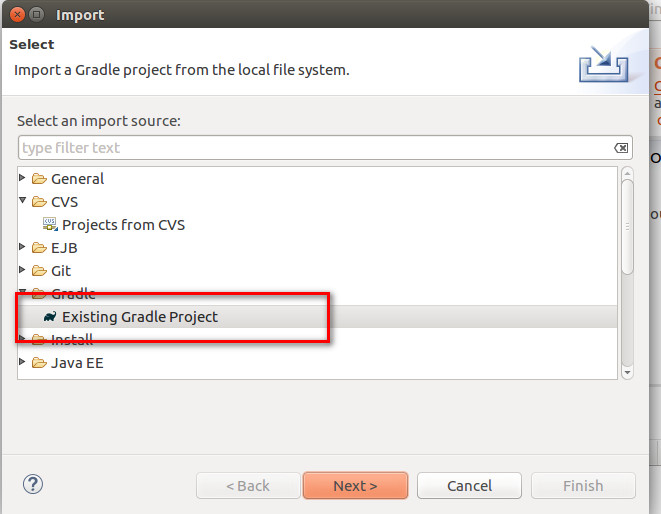 Import
Select
Import a Gradle project from the local file system.
Select an import source:
type filter text
General
CVS
Projects from CVS
EJB
Git
Gradle
Existing Gradle Project
Install
Java EE
< Back
Next >
Cancel
Finish